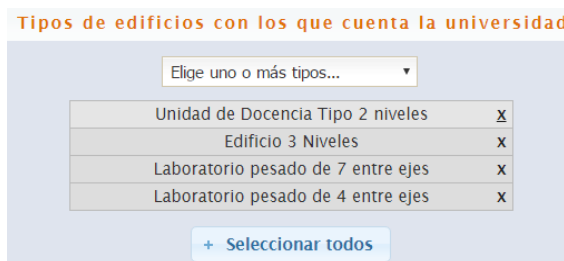 Tipos de edificios con los que cuenta la universidad
Elige uno o más tipos...
Unidad de Docencia Tipo 2 niveles x
Edificio 3 Niveles x
Laboratorio pesado de 7 entre ejes x
Laboratorio pesado de 4 entre ejes x
+ Seleccionar todos